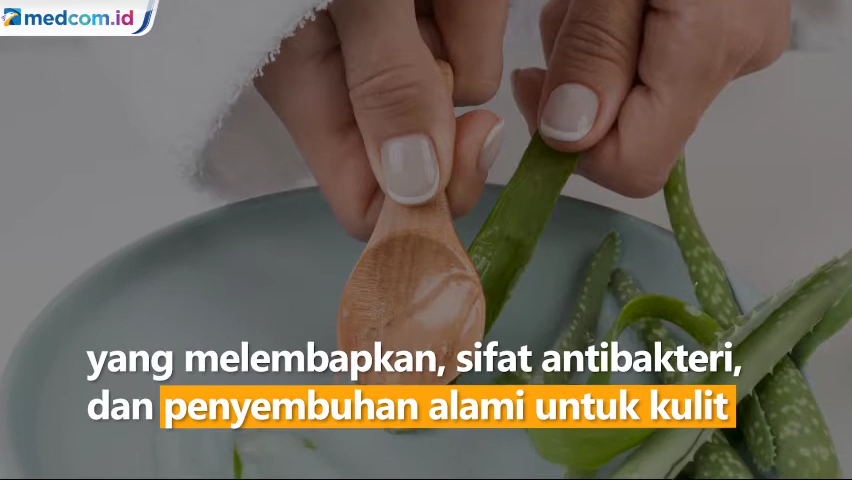 medcom.id
yang melembapkan, sifat antibakteri,
dan penyembuhan alami untuk kulit